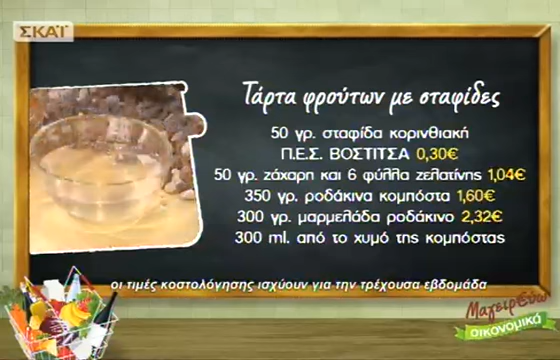 ΣΚΑΪ
Τάρτα φρούτων με σταφίδες
50 γρ. σταφίδα κορινθιακή
Π.Ε.Σ. ΒΟΣΤΙΤΣΑ 0,30€
50 γρ. ζάχαρη και 6 φύλλα ζελατίνης 1,04€
350 γρ. ροδάκινα κομπόστα 1,60€
300 γρ. μαρμελάδα ροδάκινο 2,32€
300 ml. από το χυμό της κομπόστας
οι τιμές κοστολόγησης ισχύουν για την τρέχουσα εβδομάδα
ΜαγειρΕύω
οικονομικά